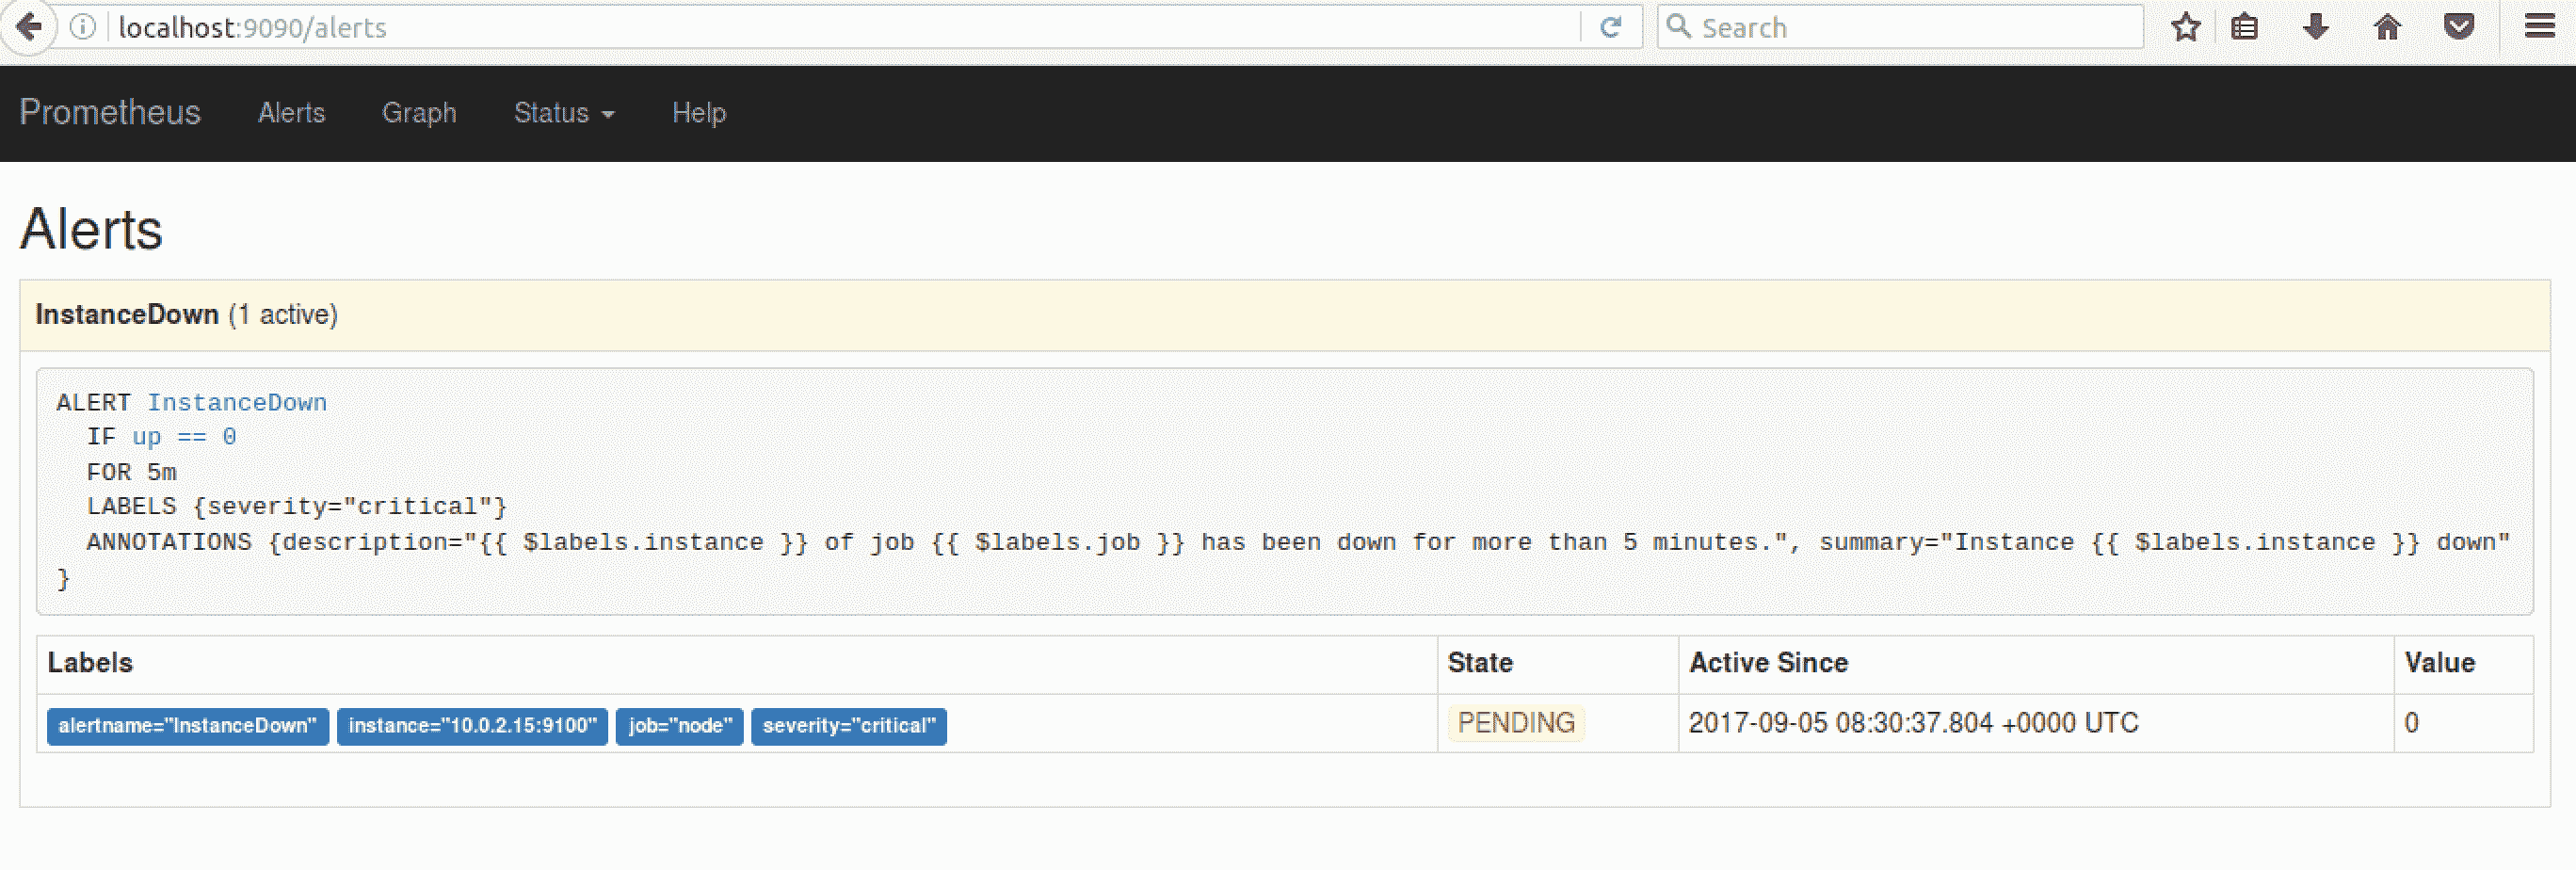 localhost:9090/alerts
Search
Prometheus Alerts Graph Status Help
Alerts
InstanceDown (1 active)
ALERT InstanceDown
  IF up == 0
  FOR 5m
  LABELS {severity="critical"}
  ANNOTATIONS {description="{{ $labels.instance }} of job {{ $labels.job }} has been down for more than 5 minutes.", summary="Instance {{ $labels.instance }} down"
}
Labels State Active Since Value
alertname="InstanceDown" instance="10.0.2.15:9100" job="node" severity="critical" PENDING 2017-09-05 08:30:37.804 +0000 UTC 0